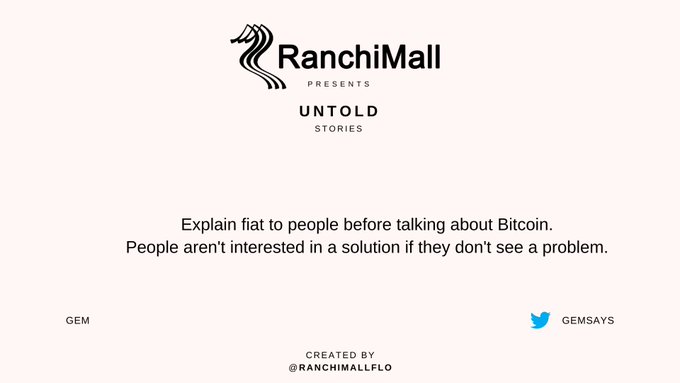 RanchiMall
PRESENTS
UNTOLD
STORIES
Explain fiat to people before talking about Bitcoin.
People aren't interested in a solution if they don't see a problem.
GEM
GEMSAYS
CREATED BY
@RANCHIMALLFLO